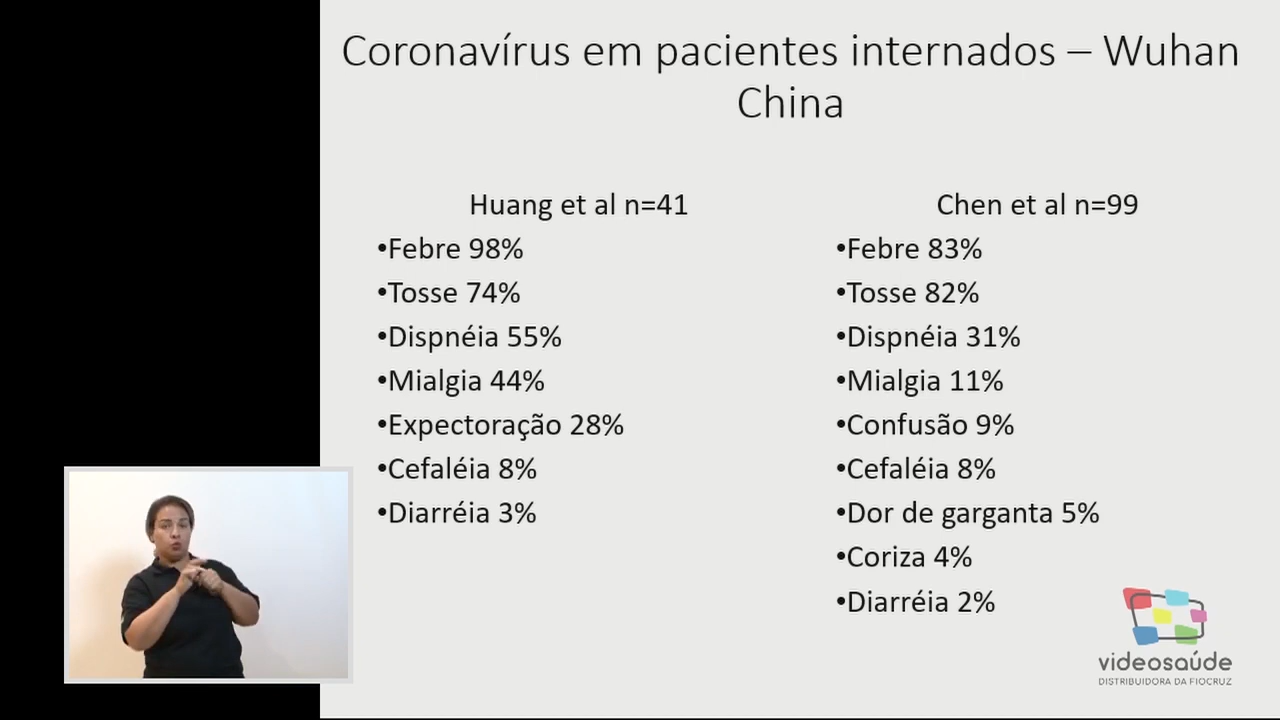 Coronavírus em pacientes internados – Wuhan
China
Huang et al n=41
•Febre 98%
•Tosse 74%
•Dispnéia 55%
•Mialgia 44%
•Expectoração 28%
•Cefaléia 8%
•Diarréia 3%
Chen et al n=99
•Febre 83%
•Tosse 82%
•Dispnéia 31%
•Mialgia 11%
•Confusão 9%
•Cefaléia 8%
•Dor de garganta 5%
•Coriza 4%
•Diarréia 2%
videosaúde
DISTRIBUIDORA DA FIOCRUZ